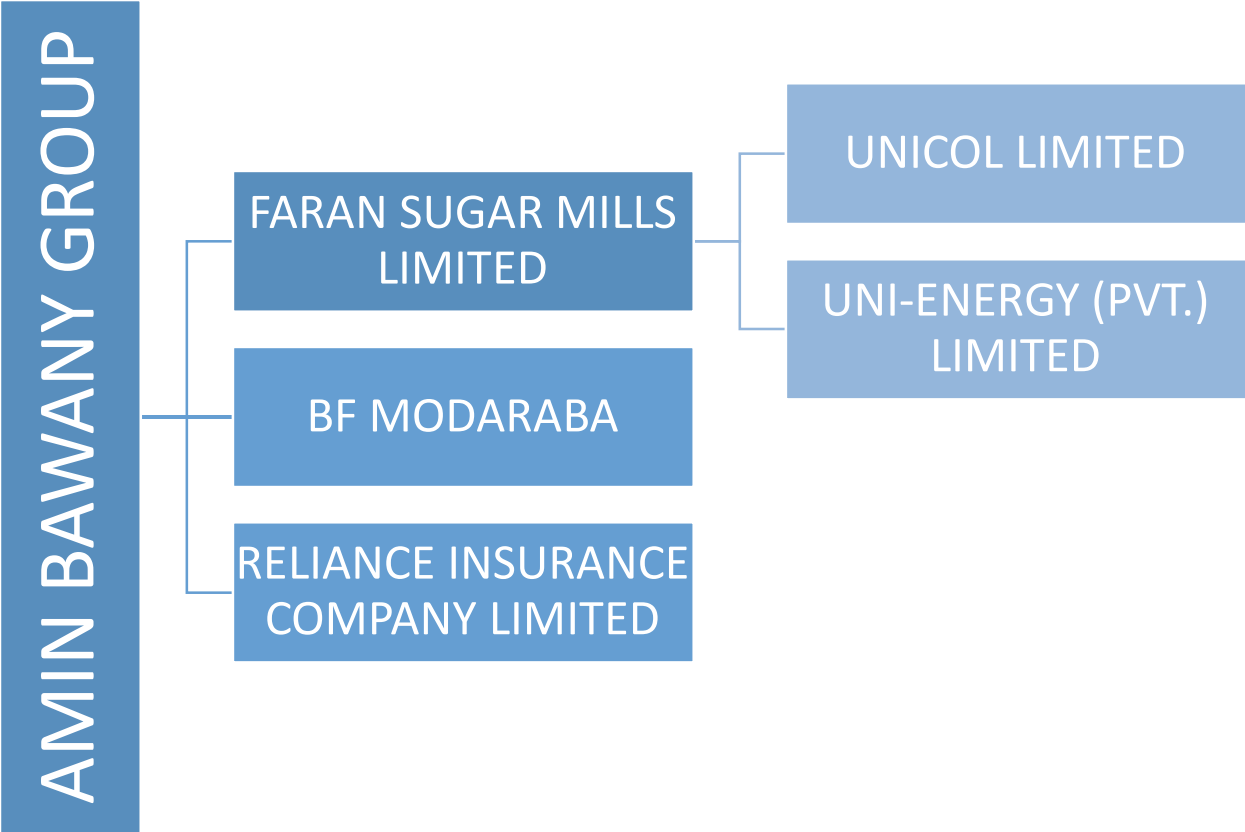 AMIN BAWANY GROUP
FARAN SUGAR MILLS
LIMITED
BF MODARABA
RELIANCE INSURANCE
COMPANY LIMITED
UNICOL LIMITED
UNI-ENERGY (PVT.)
LIMITED